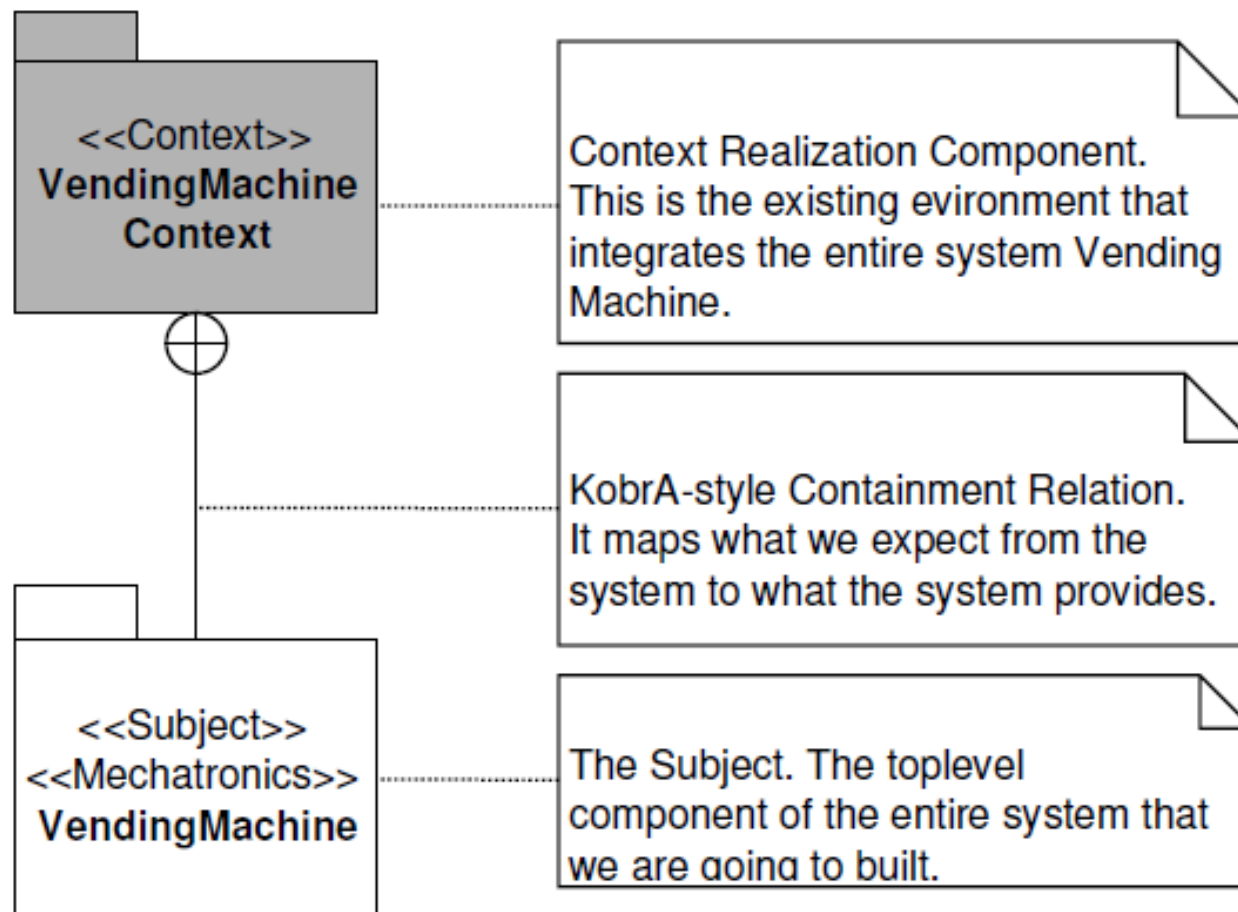 <<Context>>
VendingMachine
Context
Context Realization Component.
This is the existing evironment that
integrates the entire system Vending
Machine.
KobrA-style Containment Relation.
It maps what we expect from the
system to what the system provides.
<<Subject>>
<<Mechatronics>>
VendingMachine
The Subject. The toplevel
component of the entire system that
we are going to built.